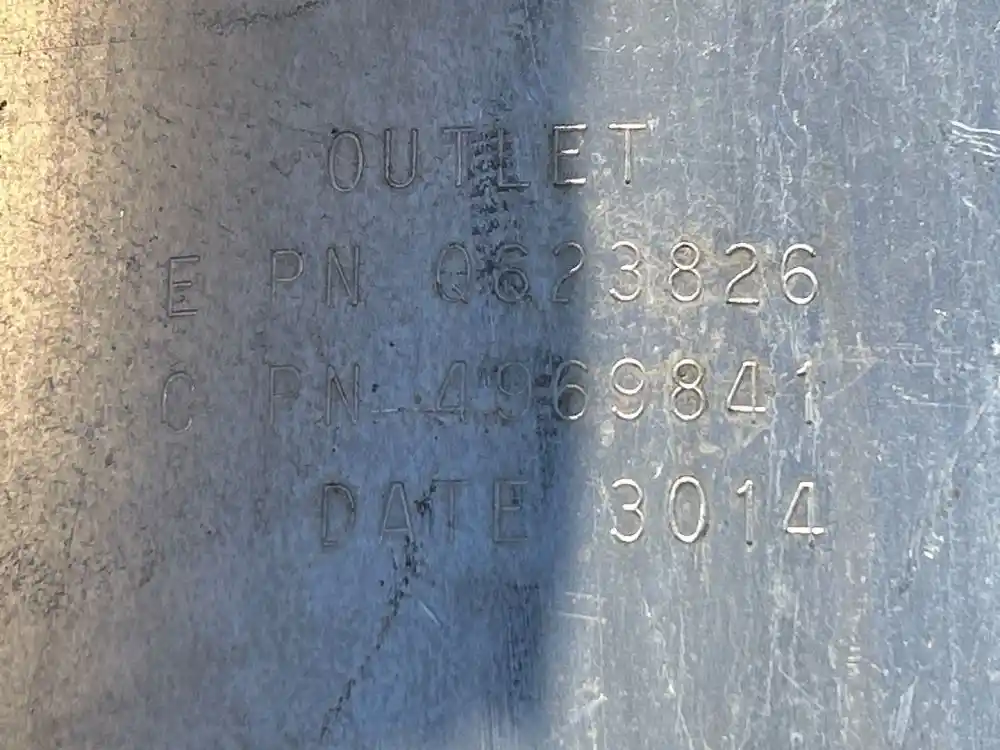 OUTLET
E PN Q623826
C PN 4969841
DATE 3014